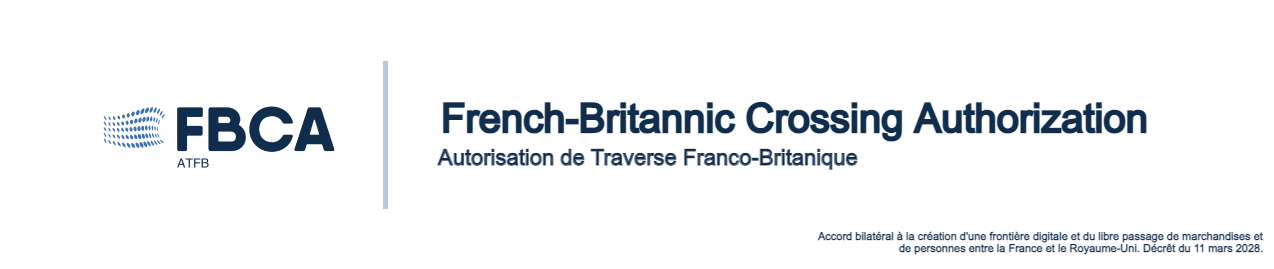 FBCA
ATFB
French-Britannic Crossing Authorization
Autorisation de Traverse Franco-Britanique
Accord bilatéral à la création d'une frontière digitale et du libre passage de marchandises et
de personnes entre la France et le Royaume-Uni. Décrêt du 11 mars 2028.